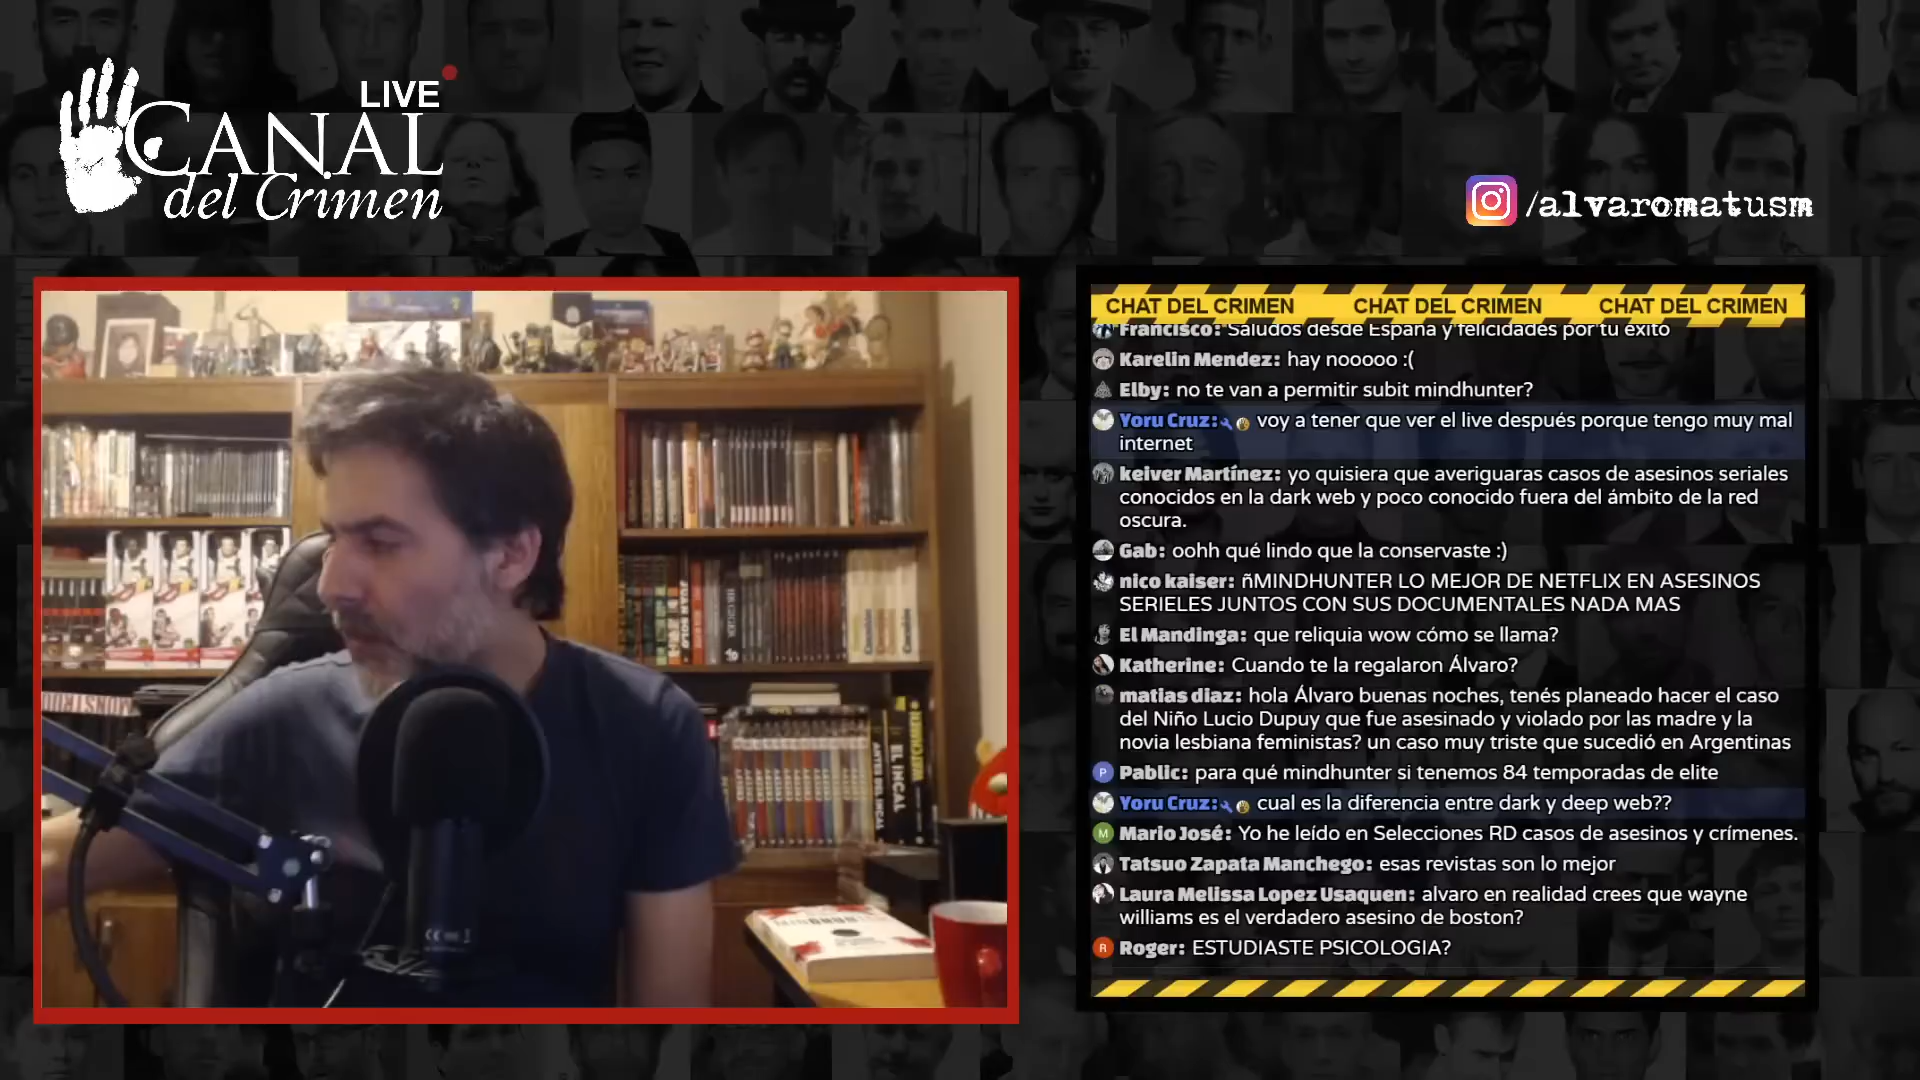 LIVE
CANAL
del Crimen
/alvaromatusm
CHAT DEL CRIMEN CHAT DEL CRIMEN CHAT DEL CRIMEN
Francisco: Saludos desde España y felicidades por tu éxito
Karelin Mendez: hay nooooo :(
Elby: no te van a permitir subit mindhunter?
Yoru Cruz: voy a tener que ver el live después porque tengo muy mal
internet
keiver Martínez: yo quisiera que averiguaras casos de asesinos seriales
conocidos en la dark web y poco conocido fuera del ámbito de la red
oscura.
Gab: oohh qué lindo que la conservaste :)
nico kaiser: ñMINDHUNTER LO MEJOR DE NETFLIX EN ASESINOS
SERIELES JUNTOS CON SUS DOCUMENTALES NADA MAS
El Mandinga: que reliquia wow cómo se llama?
Katherine: Cuando te la regalaron Álvaro?
matias diaz: hola Álvaro buenas noches, tenés planeado hacer el caso
del Niño Lucio Dupuy que fue asesinado y violado por las madre y la
novia lesbiana feministas? un caso muy triste que sucedió en Argentinas
P Pablic: para qué mindhunter si tenemos 84 temporadas de elite
Yoru Cruz: cual es la diferencia entre dark y deep web??
M Mario José: Yo he leído en Selecciones RD casos de asesinos y crímenes.
Tatsuo Zapata Manchego: esas revistas son lo mejor
Laura Melissa Lopez Usaquen: alvaro en realidad crees que wayne
williams es el verdadero asesino de boston?
R Roger: ESTUDIASTE PSICOLOGIA?
EL INCAL